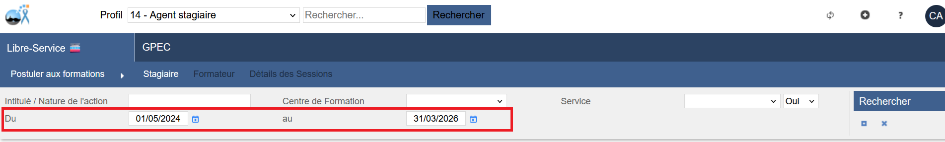 Profil 14 - Agent stagiaire Rechercher... Rechercher ? CA
Libre-Service GPEC
Postuler aux formations Stagiaire Formateur Détails des Sessions
Intitulé / Nature de l'action Centre de Formation Service Oui Rechercher
Du 01/05/2024 au 31/03/2026